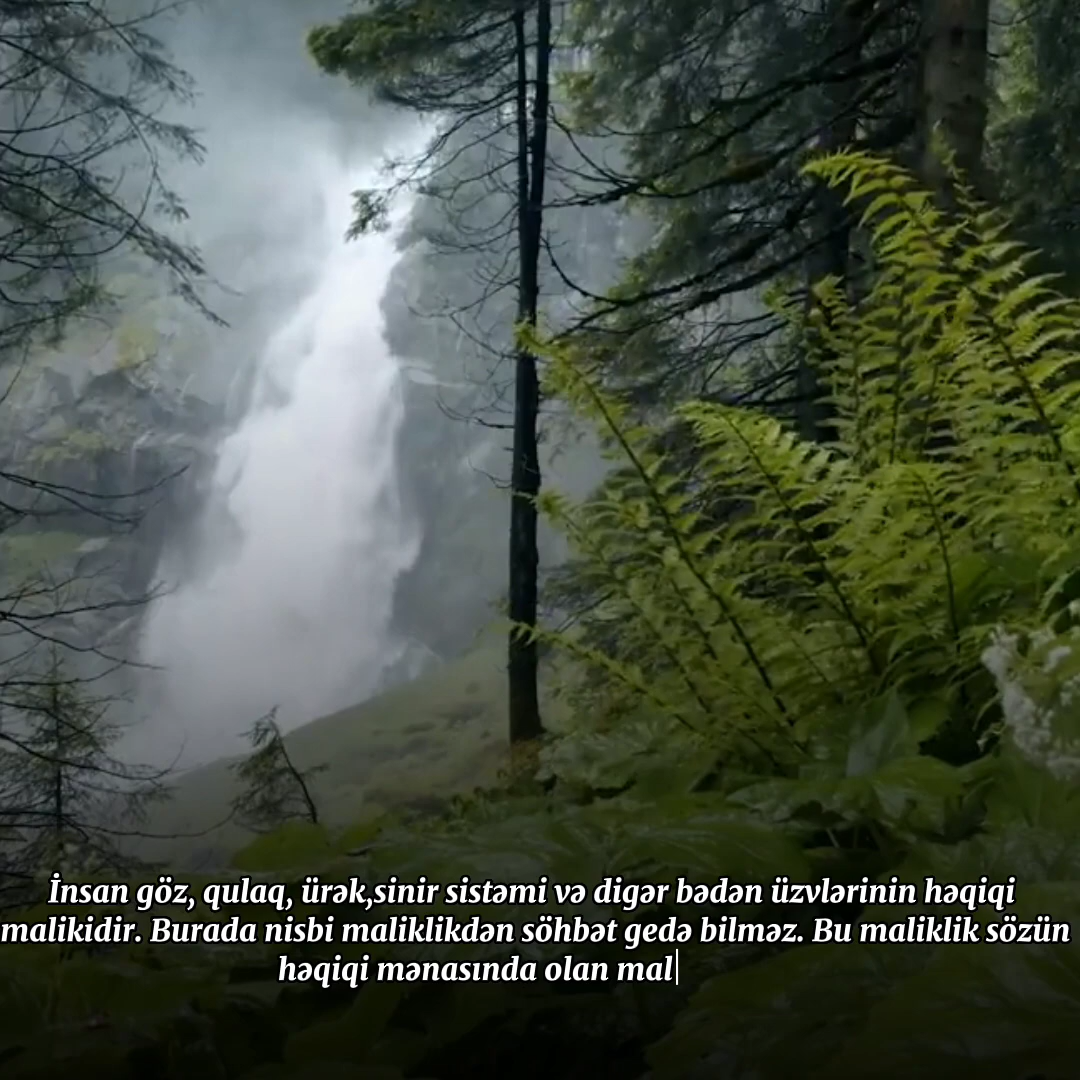 İnsan göz, qulaq, ürək,sinir sistəmi və digər bədən üzvlərinin həqiqi
malikidir. Burada nisbi maliklikdən söhbət gedə bilməz. Bu maliklik sözün
həqiqi mənasında olan mal|